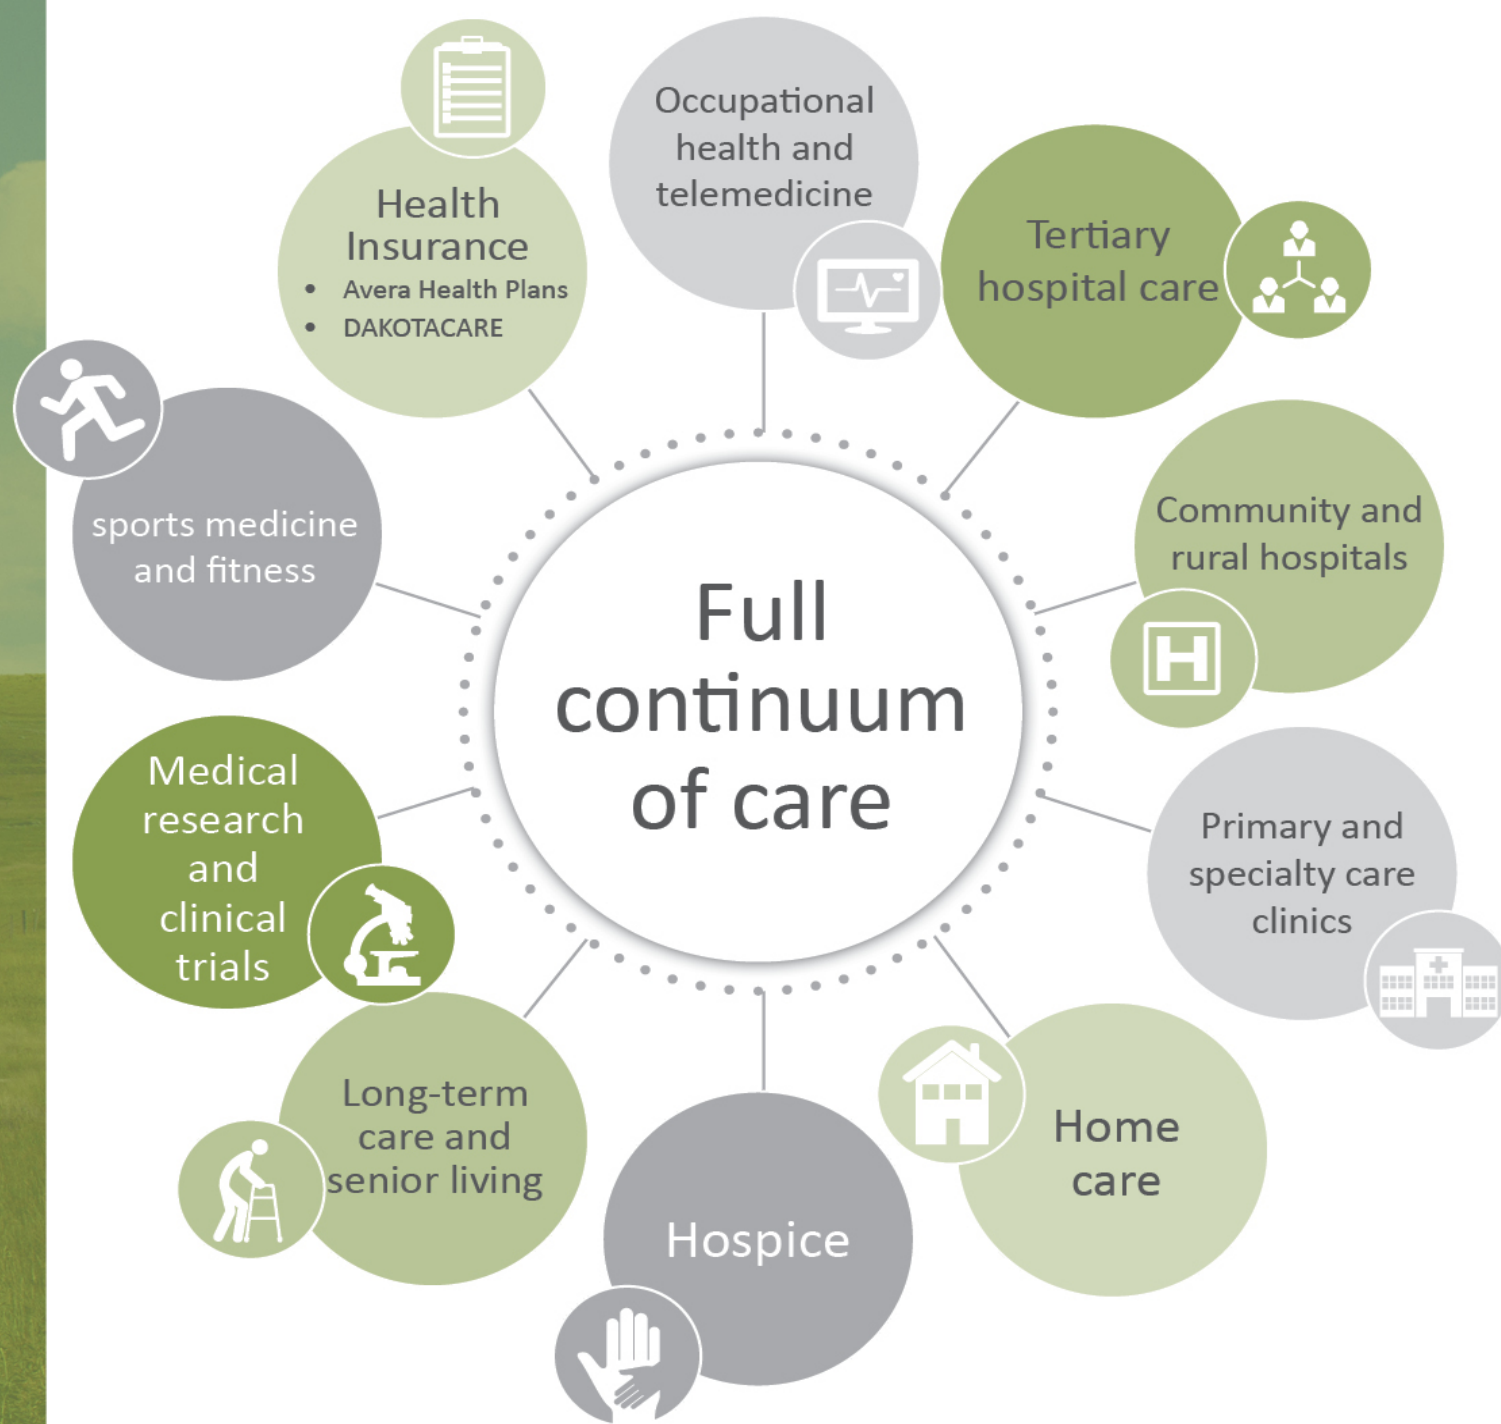 Full
continuum
of care
Occupational
health and
telemedicine
Tertiary
hospital care
Community and
rural hospitals
H
Primary and
specialty care
clinics
Home
care
Hospice
Long-term
care and
senior living
Medical
research
and
clinical
trials
sports medicine
and fitness
Health
Insurance
• Avera Health Plans
• DAKOTACARE